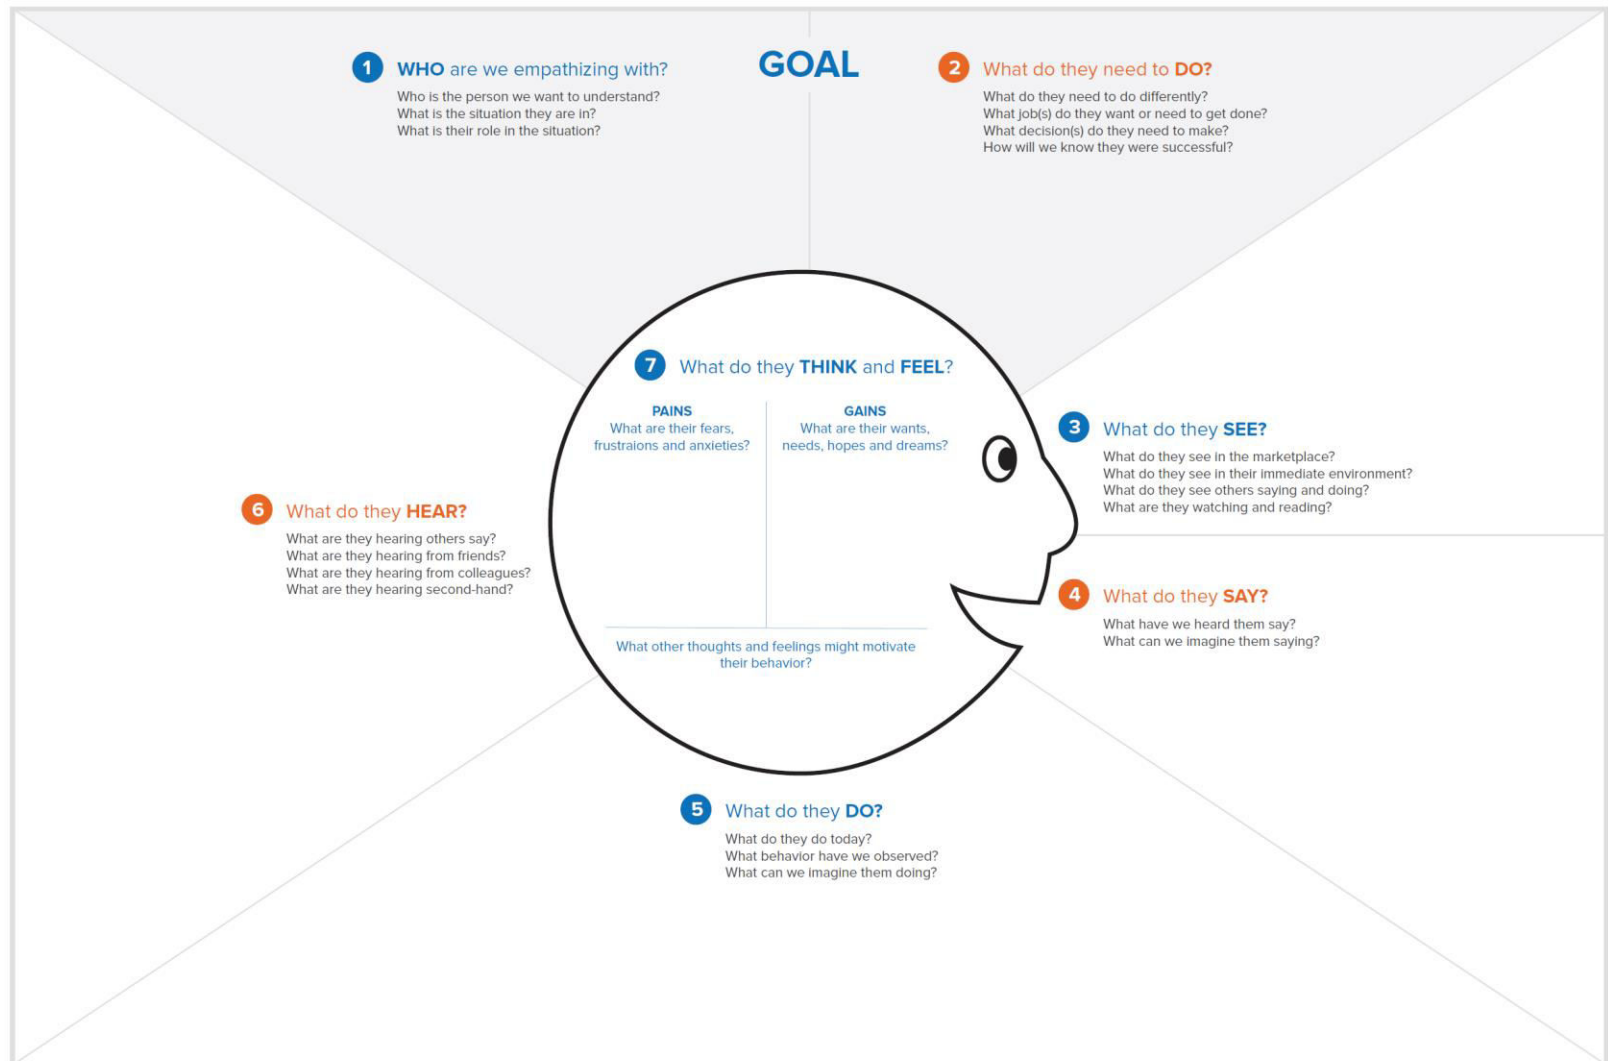 GOAL
1 WHO are we empathizing with?
Who is the person we want to understand?
What is the situation they are in?
What is their role in the situation?
2 What do they need to DO?
What do they need to do differently?
What job(s) do they want or need to get done?
What decision(s) do they need to make?
How will we know they were successful?
3 What do they SEE?
What do they see in the marketplace?
What do they see in their immediate environment?
What do they see others saying and doing?
What are they watching and reading?
4 What do they SAY?
What have we heard them say?
What can we imagine them saying?
5 What do they DO?
What do they do today?
What behavior have we observed?
What can we imagine them doing?
6 What do they HEAR?
What are they hearing others say?
What are they hearing from friends?
What are they hearing from colleagues?
What are they hearing second-hand?
7 What do they THINK and FEEL?
PAINS
What are their fears,
frustraions and anxieties?
GAINS
What are their wants,
needs, hopes and dreams?
What other thoughts and feelings might motivate
their behavior?